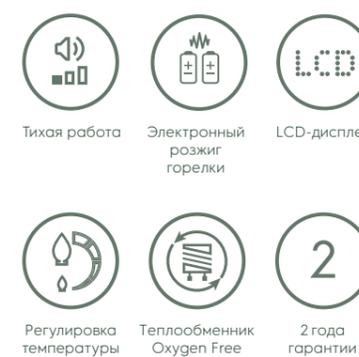 LCD
Тихая работа
Электронный
розжиг
горелки
LCD-диспле
2
Регулировка
температуры
Теплообменник
Oxygen Free
2 года
гарантии